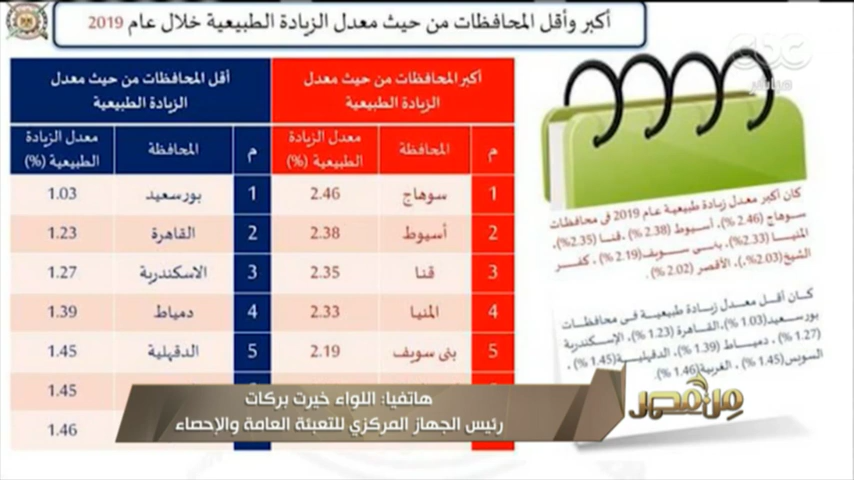 أكبر وأقل المحافظات من حيث معدل الزيادة الطبيعية خلال عام 2019
cbc
مباشر
أكبر المحافظات من حيث معدل الزيادة الطبيعية
م المحافظة معدل الزيادة الطبيعية (%)
1 سوهاج 2.46
2 أسيوط 2.38
3 قنا 2.35
4 المنيا 2.33
5 بنى سويف 2.19
أقل المحافظات من حيث معدل الزيادة الطبيعية
م المحافظة معدل الزيادة الطبيعية (%)
1 بورسعيد 1.03
2 القاهرة 1.23
3 الاسكندرية 1.27
4 دمياط 1.39
5 الدقهلية 1.45
1.45
1.46
كان أكبر معدل زيادة طبيعية عام 2019 فى محافظات
سوهاج (2.46 %)، أسيوط (2.38 %)، قنا (2.35%)،
المنيا (2.33%)، بنى سويف(2.19 %) ، كفر
الشيخ(2.03%)، الأقصر (2.02 %) .
كان أقل معدل زيادة طبيعية فى محافظات
بورسعيد(1.03 %)،القاهرة (1.23 %)، الإسكندرية
(1.27 %) ، دمياط (1.39 %)، الدقهلية(1.45 %)،
السويس(1.45 %) ، الغربية(1.46 %).
هاتفيا: اللواء خيرت بركات
رئيس الجهاز المركزي للتعبئة العامة والإحصاء
من مصر